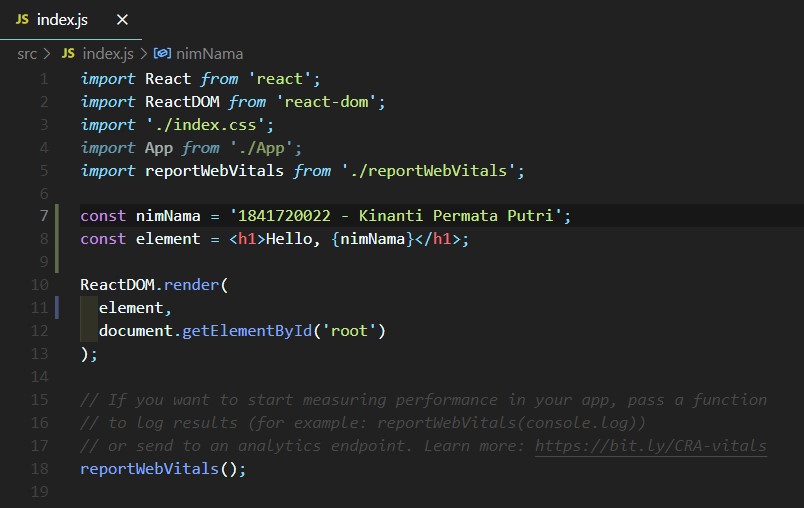 JS index.js ×
src > JS index.js > nimNama
1 import React from 'react';
2 import ReactDOM from 'react-dom';
3 import './index.css';
4 import App from './App';
5 import reportWebVitals from './reportWebVitals';
6
7 const nimNama = '1841720022 - Kinanti Permata Putri';
8 const element = <h1>Hello, {nimNama}</h1>;
9
10 ReactDOM.render(
11   element,
12   document.getElementById('root')
13 );
14
15 // If you want to start measuring performance in your app, pass a function
16 // to log results (for example: reportWebVitals(console.log))
17 // or send to an analytics endpoint. Learn more: https://bit.ly/CRA-vitals
18 reportWebVitals();
19